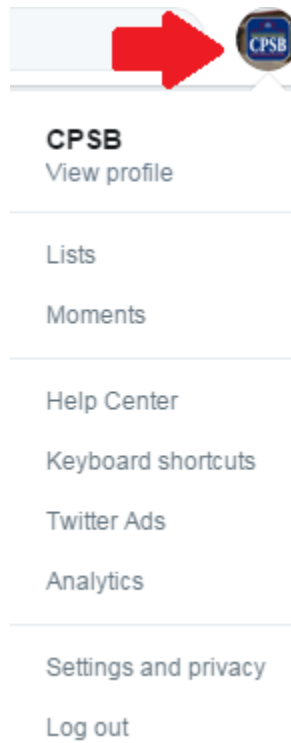 CPSB
CPSB
View profile
Lists
Moments
Help Center
Keyboard shortcuts
Twitter Ads
Analytics
Settings and privacy
Log out